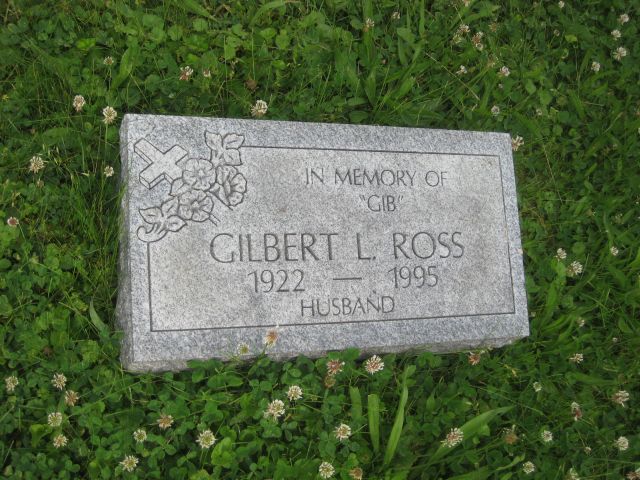 IN MEMORY OF
"GIB"
GILBERT L. ROSS
1922 — 1995
HUSBAND